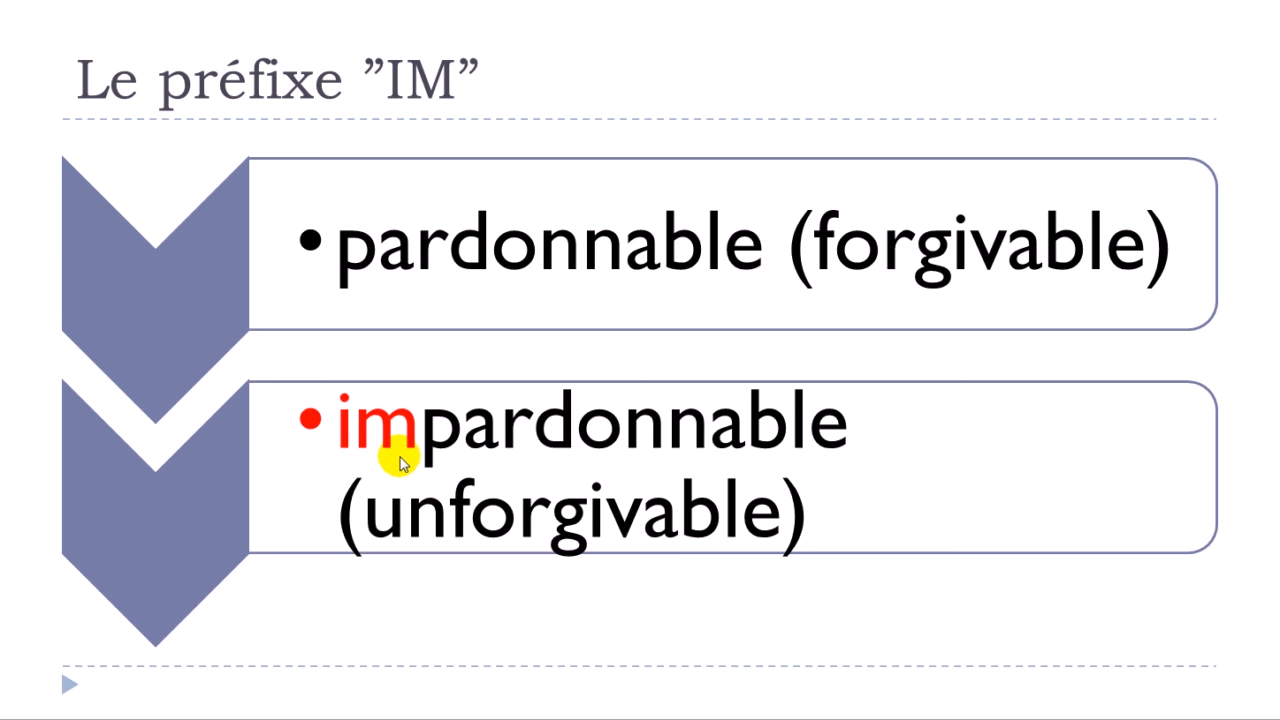 Le préfixe ”IM”
•pardonnable (forgivable)
•impardonnable
(unforgivable)